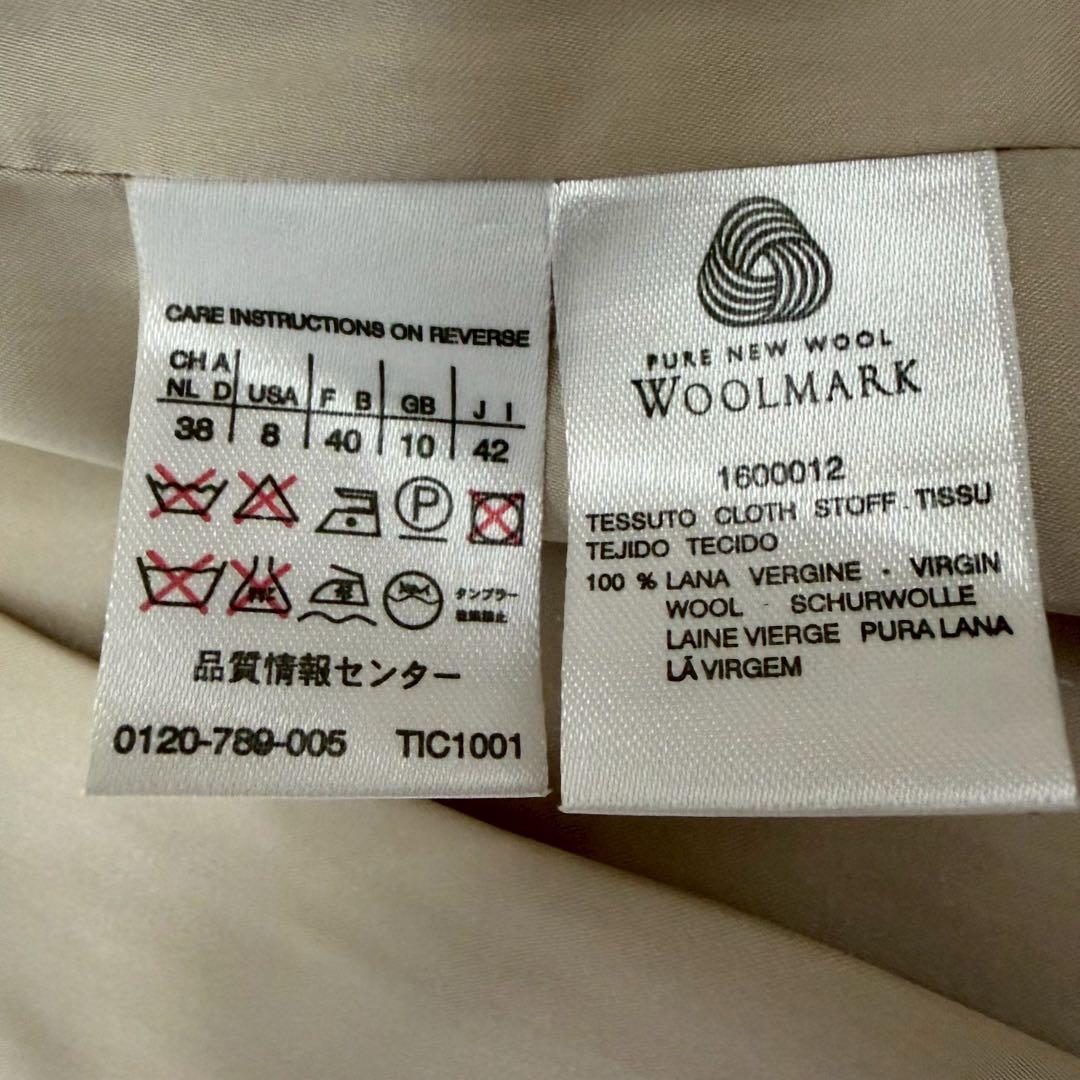 CARE INSTRUCTIONS ON REVERSE
CH A
NL D USA F B GB J I
38 8 40 10 42
P
タンブラー
乾燥禁止
品質情報センター
0120-789-005 TIC1001
PURE NEW WOOL
WOOLMARK
1600012
TESSUTO CLOTH STOFF . TISSU
TEJIDO TECIDO
100 % LANA VERGINE - VIRGIN
WOOL - SCHURWOLLE
LAINE VIERGE PURA LANA
LÃ VIRGEM